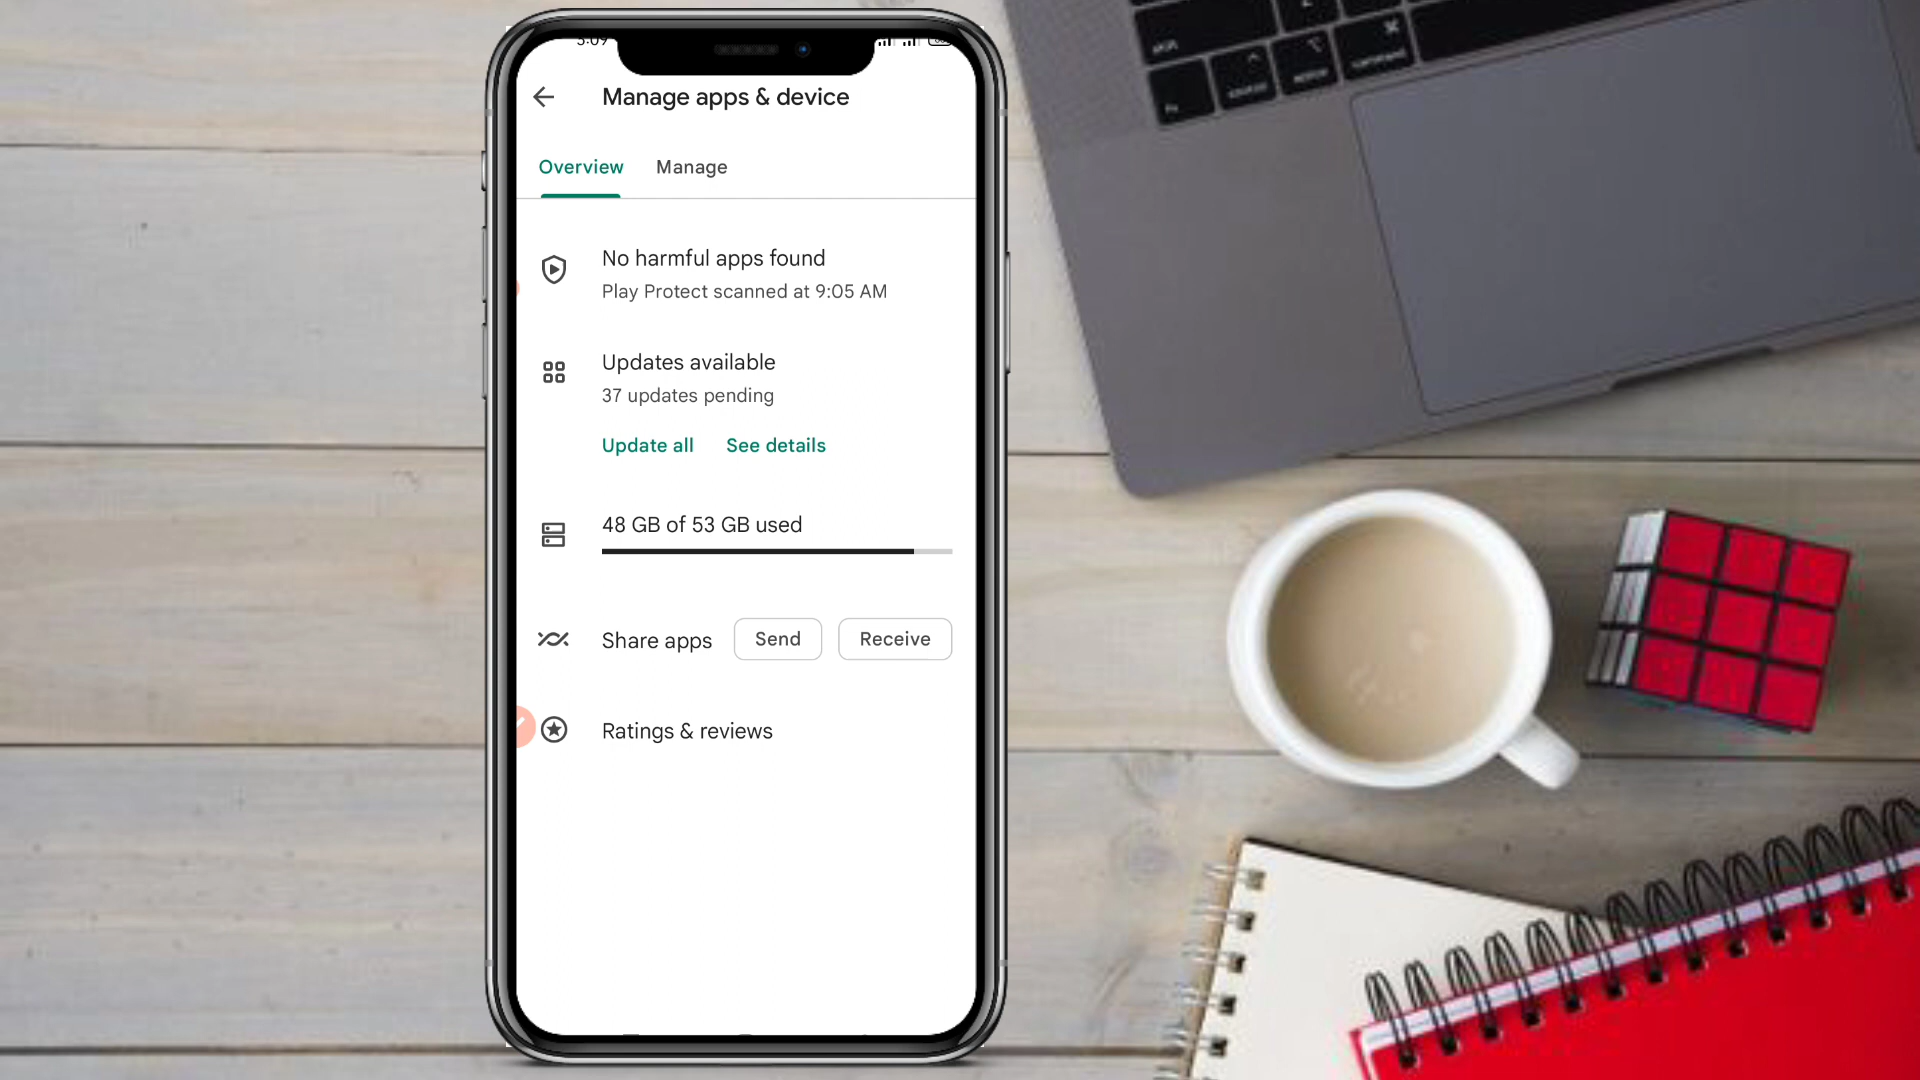 Manage apps & device
Overview Manage
No harmful apps found
Play Protect scanned at 9:05 AM
Updates available
37 updates pending
Update all See details
48 GB of 53 GB used
Share apps Send Receive
Ratings & reviews